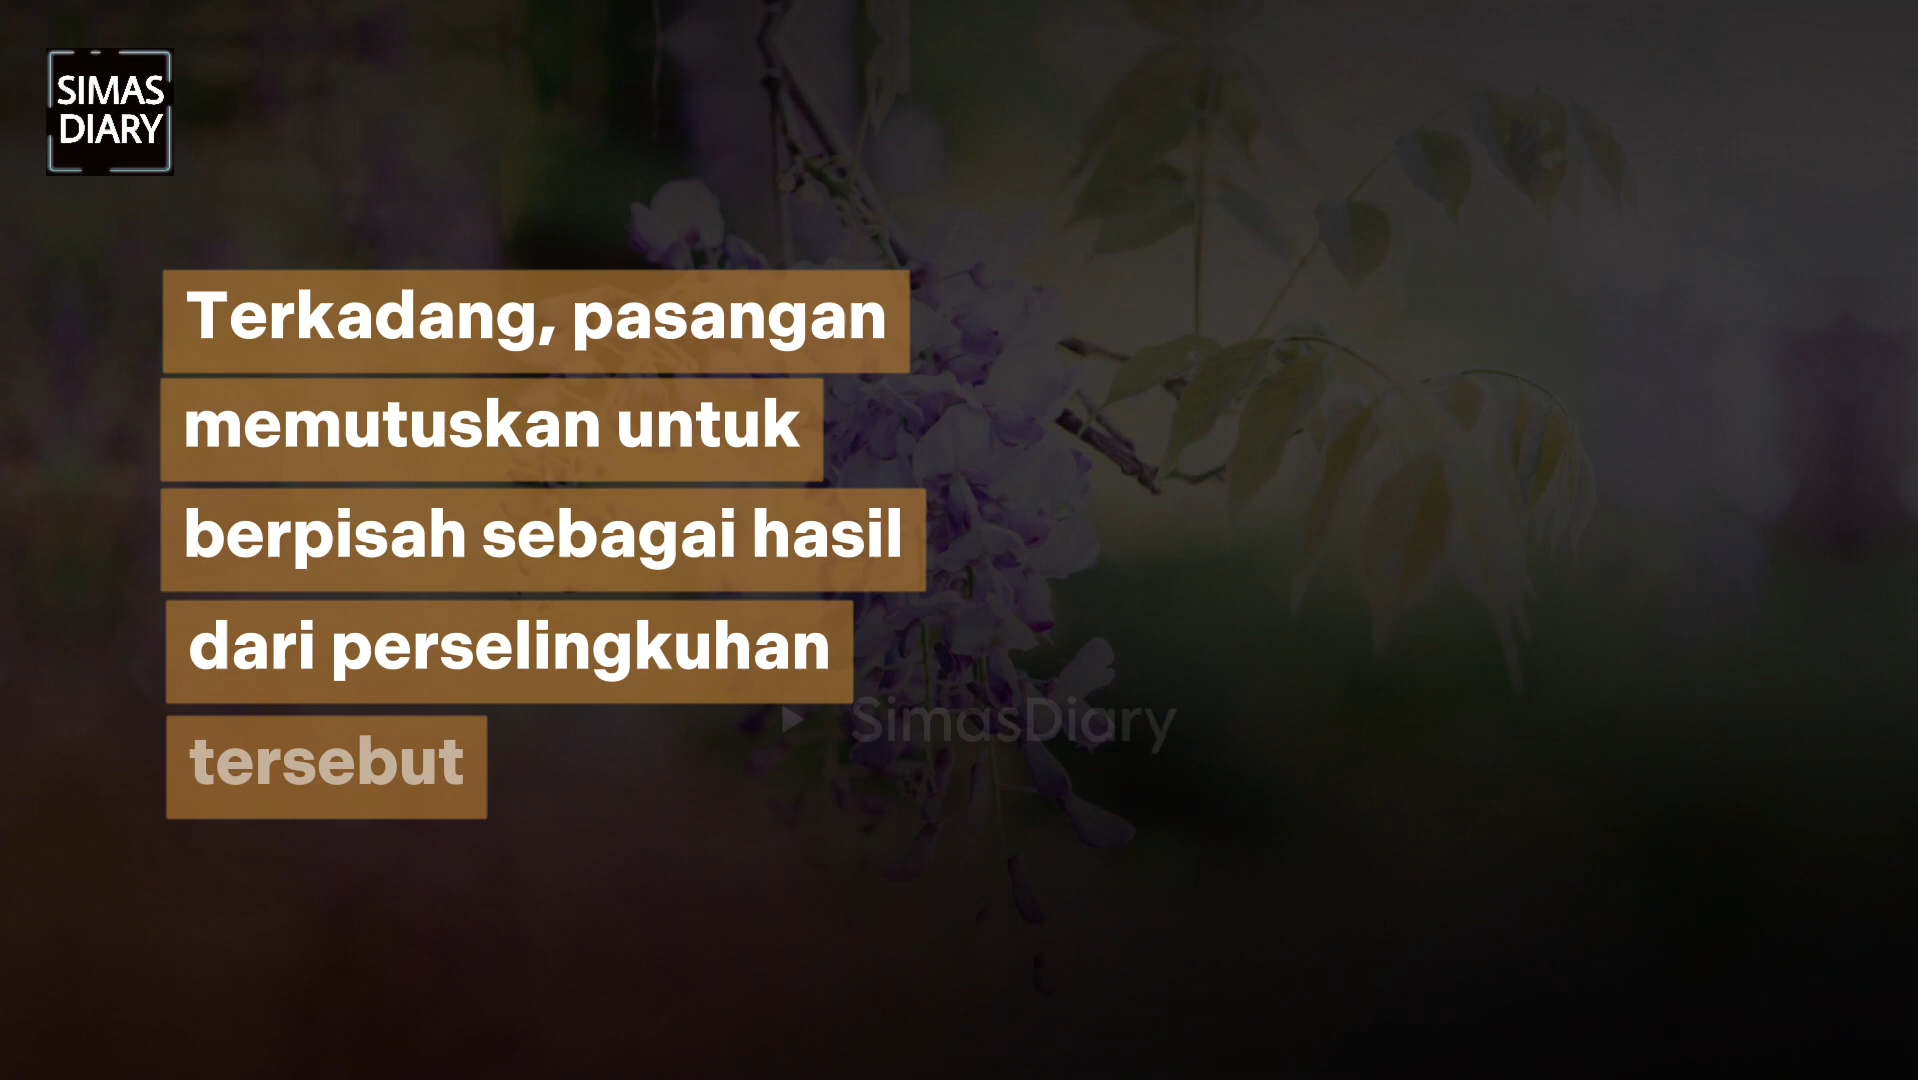 SIMAS
DIARY
Terkadang, pasangan
memutuskan untuk
berpisah sebagai hasil
dari perselingkuhan
SimasDiary
tersebut